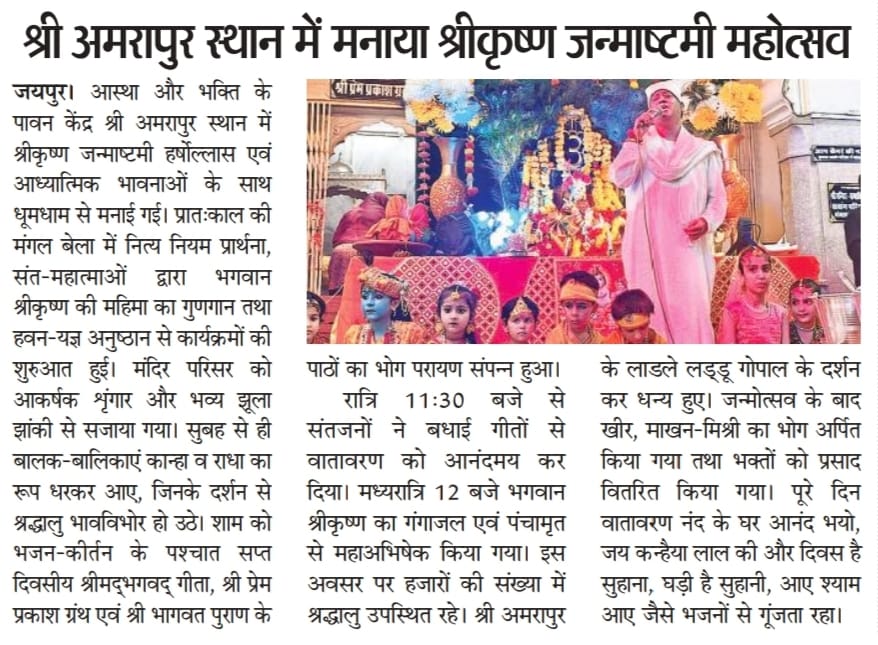 श्री अमरापुर स्थान में मनाया श्रीकृष्ण जन्माष्टमी महोत्सव
जयपुर। आस्था और भक्ति के
पावन केंद्र श्री अमरापुर स्थान में
श्रीकृष्ण जन्माष्टमी हर्षोल्लास एवं
आध्यात्मिक भावनाओं के साथ
धूमधाम से मनाई गई। प्रातःकाल की
मंगल बेला में नित्य नियम प्रार्थना,
संत-महात्माओं द्वारा भगवान
श्रीकृष्ण की महिमा का गुणगान तथा
हवन-यज्ञ अनुष्ठान से कार्यक्रमों की
शुरुआत हुई। मंदिर परिसर को
आकर्षक शृंगार और भव्य झूला
झांकी से सजाया गया। सुबह से ही
बालक-बालिकाएं कान्हा व राधा का
रूप धरकर आए, जिनके दर्शन से
श्रद्धालु भावविभोर हो उठे। शाम को
भजन-कीर्तन के पश्चात सप्त
दिवसीय श्रीमद्भगवद् गीता, श्री प्रेम
प्रकाश ग्रंथ एवं श्री भागवत पुराण के
श्री प्रेम प्रकाश
पाठों का भोग परायण संपन्न हुआ।
रात्रि 11:30 बजे से
संतजनों ने बधाई गीतों से
वातावरण को आनंदमय कर
दिया। मध्यरात्रि 12 बजे भगवान
श्रीकृष्ण का गंगाजल एवं पंचामृत
से महाअभिषेक किया गया। इस
अवसर पर हजारों की संख्या में
श्रद्धालु उपस्थित रहे। श्री अमरापुर
के लाडले लड्डू गोपाल के दर्शन
कर धन्य हुए। जन्मोत्सव के बाद
खीर, माखन-मिश्री का भोग अर्पित
किया गया तथा भक्तों को प्रसाद
वितरित किया गया। पूरे दिन
वातावरण नंद के घर आनंद भयो,
जय कन्हैया लाल की और दिवस है
सुहाना, घड़ी है सुहानी, आए श्याम
आए जैसे भजनों से गूंजता रहा।